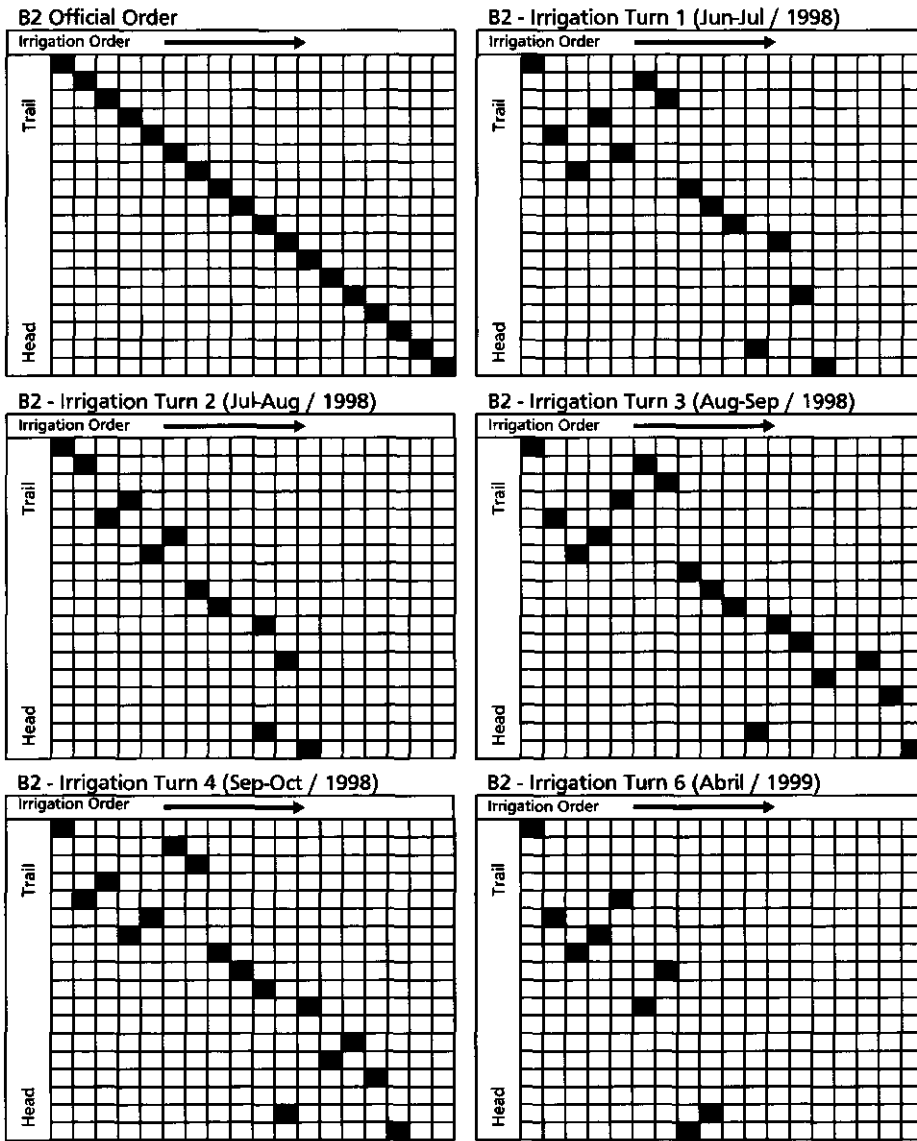 B2 Official Order
Irrigation Order
Trail
Head
B2 - Irrigation Turn 1 (Jun-Jul / 1998)
Irrigation Order
Trail
Head
B2 - Irrigation Turn 2 (Jul-Aug / 1998)
Irrigation Order
Trail
Head
B2 - Irrigation Turn 3 (Aug-Sep / 1998)
Irrigation Order
Trail
Head
B2 - Irrigation Turn 4 (Sep-Oct / 1998)
Irrigation Order
Trail
Head
B2 - Irrigation Turn 6 (Abril / 1999)
Irrigation Order
Trail
Head